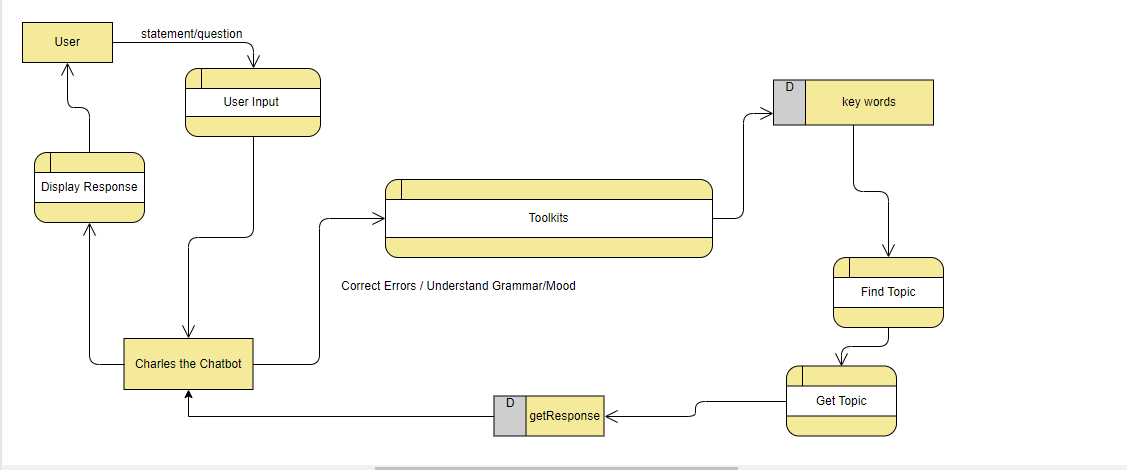 User
statement/question
User Input
D
key words
Display Response
Toolkits
Correct Errors / Understand Grammar/Mood
Find Topic
Charles the Chatbot
Get Topic
D
getResponse